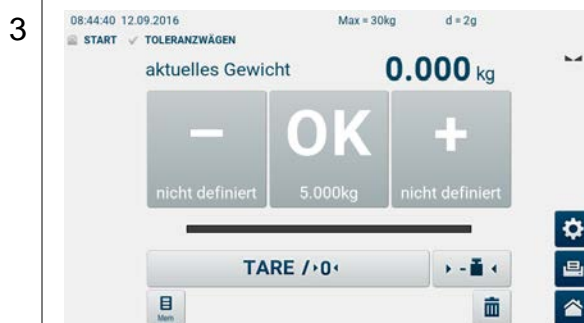 3
08:44:40 12.09.2016 Max = 30kg d = 2g
START TOLERANZWÄGEN
aktuelles Gewicht 0.000 kg
− OK +
nicht definiert 5.000kg nicht definiert
TARE /›0‹
Mem